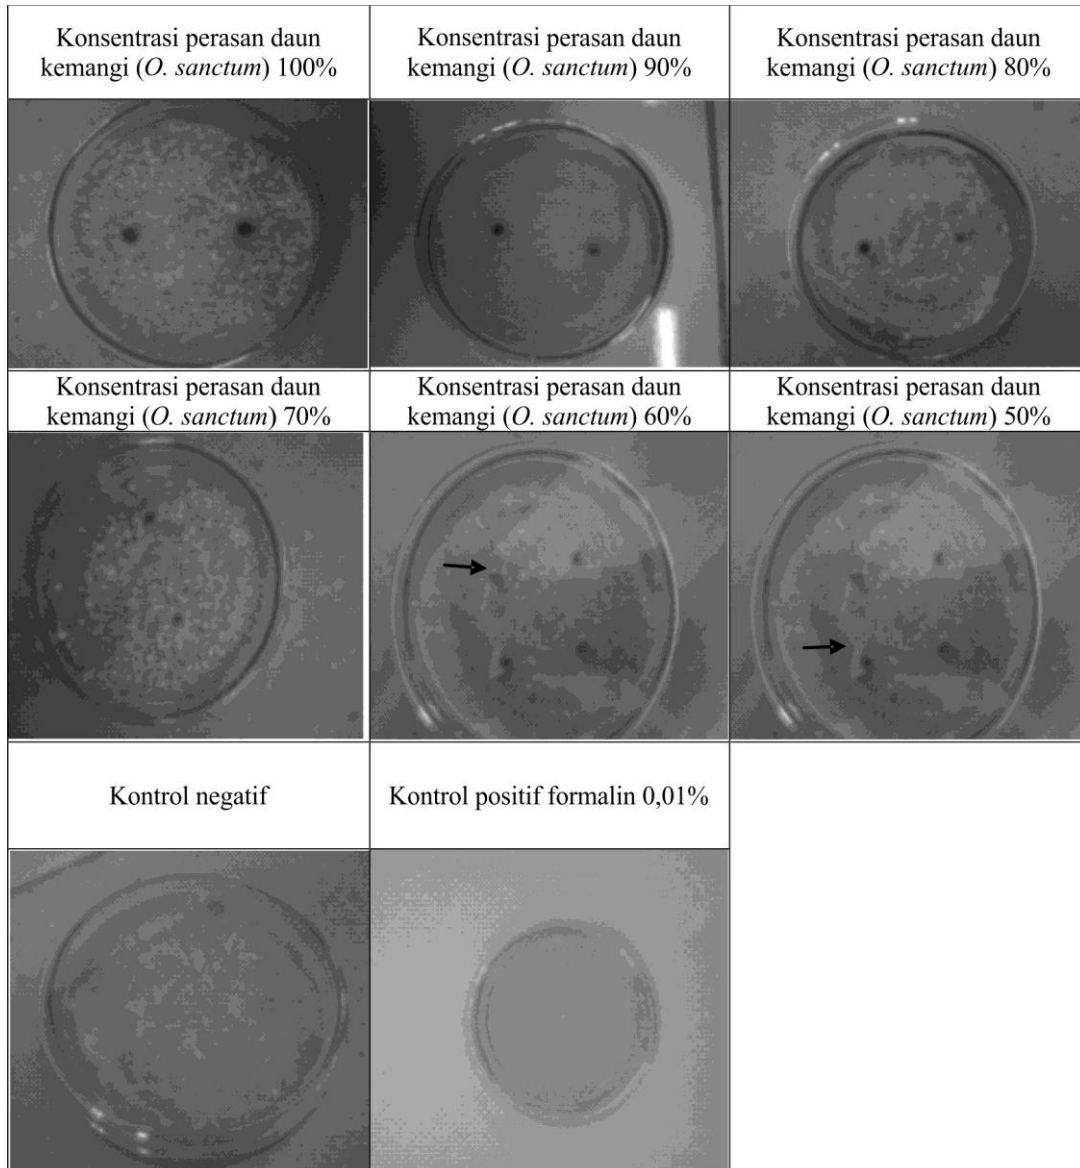 Konsentrasi perasan daun
kemangi (O. sanctum) 100%
Konsentrasi perasan daun
kemangi (O. sanctum) 90%
Konsentrasi perasan daun
kemangi (O. sanctum) 80%
Konsentrasi perasan daun
kemangi (O. sanctum) 70%
Konsentrasi perasan daun
kemangi (O. sanctum) 60%
Konsentrasi perasan daun
kemangi (O. sanctum) 50%
Kontrol negatif
Kontrol positif formalin 0,01%